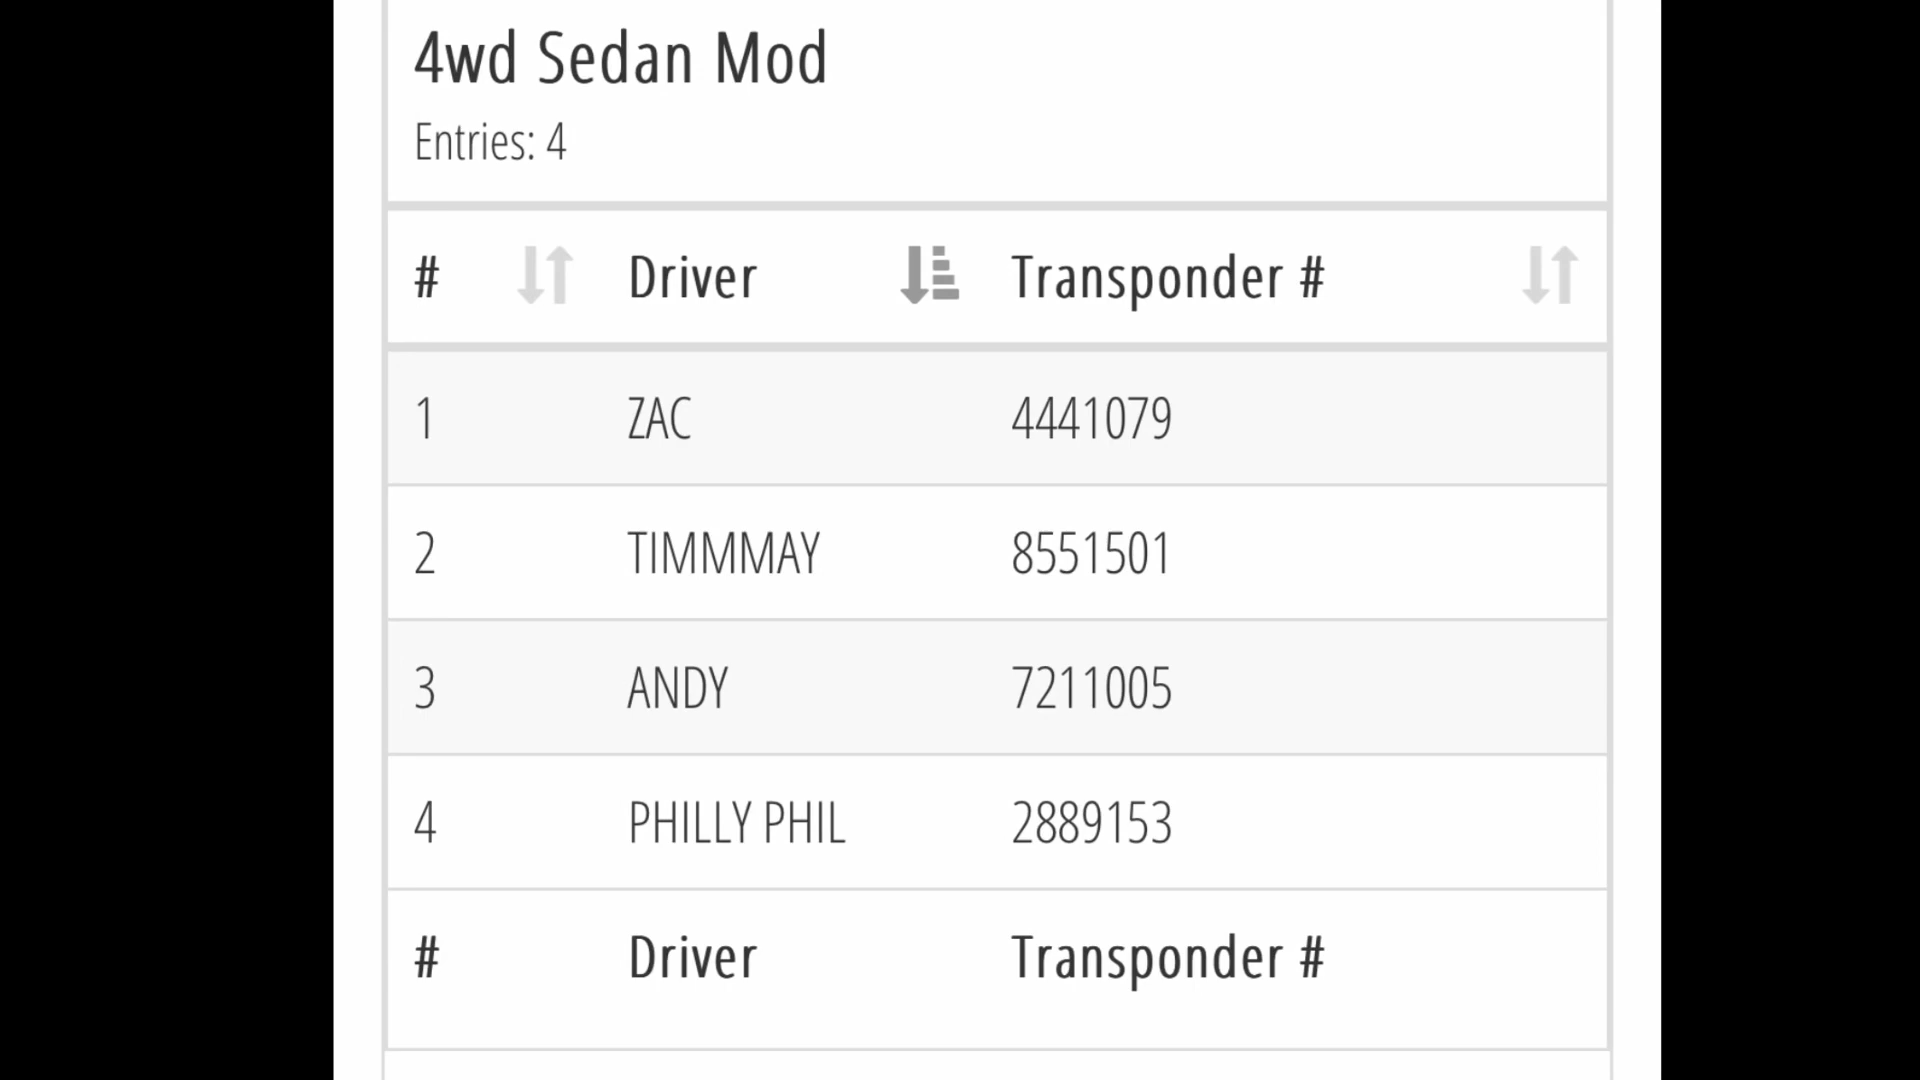 4wd Sedan Mod
Entries: 4
# Driver Transponder #
1 ZAC 4441079
2 TIMMMAY 8551501
3 ANDY 7211005
4 PHILLY PHIL 2889153
# Driver Transponder #